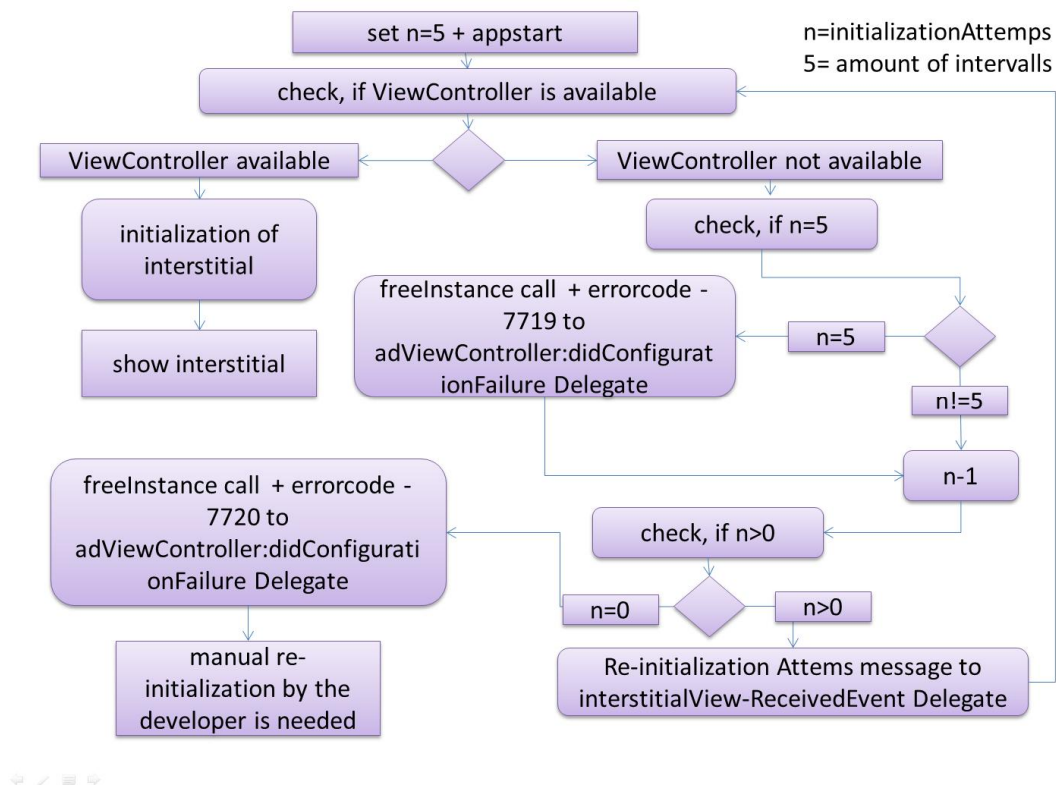 set n=5 + appstart
n=initializationAttemps
5= amount of intervalls
check, if ViewController is available
ViewController available
ViewController not available
initialization of
interstitial
check, if n=5
freeInstance call + errorcode -
7719 to
adViewController:didConfigurat
ionFailure Delegate
n=5
show interstitial
n!=5
n-1
freeInstance call + errorcode -
7720 to
adViewController:didConfigurati
onFailure Delegate
check, if n>0
n=0
n>0
manual re-
initialization by the
developer is needed
Re-initialization Attems message to
interstitialView-ReceivedEvent Delegate